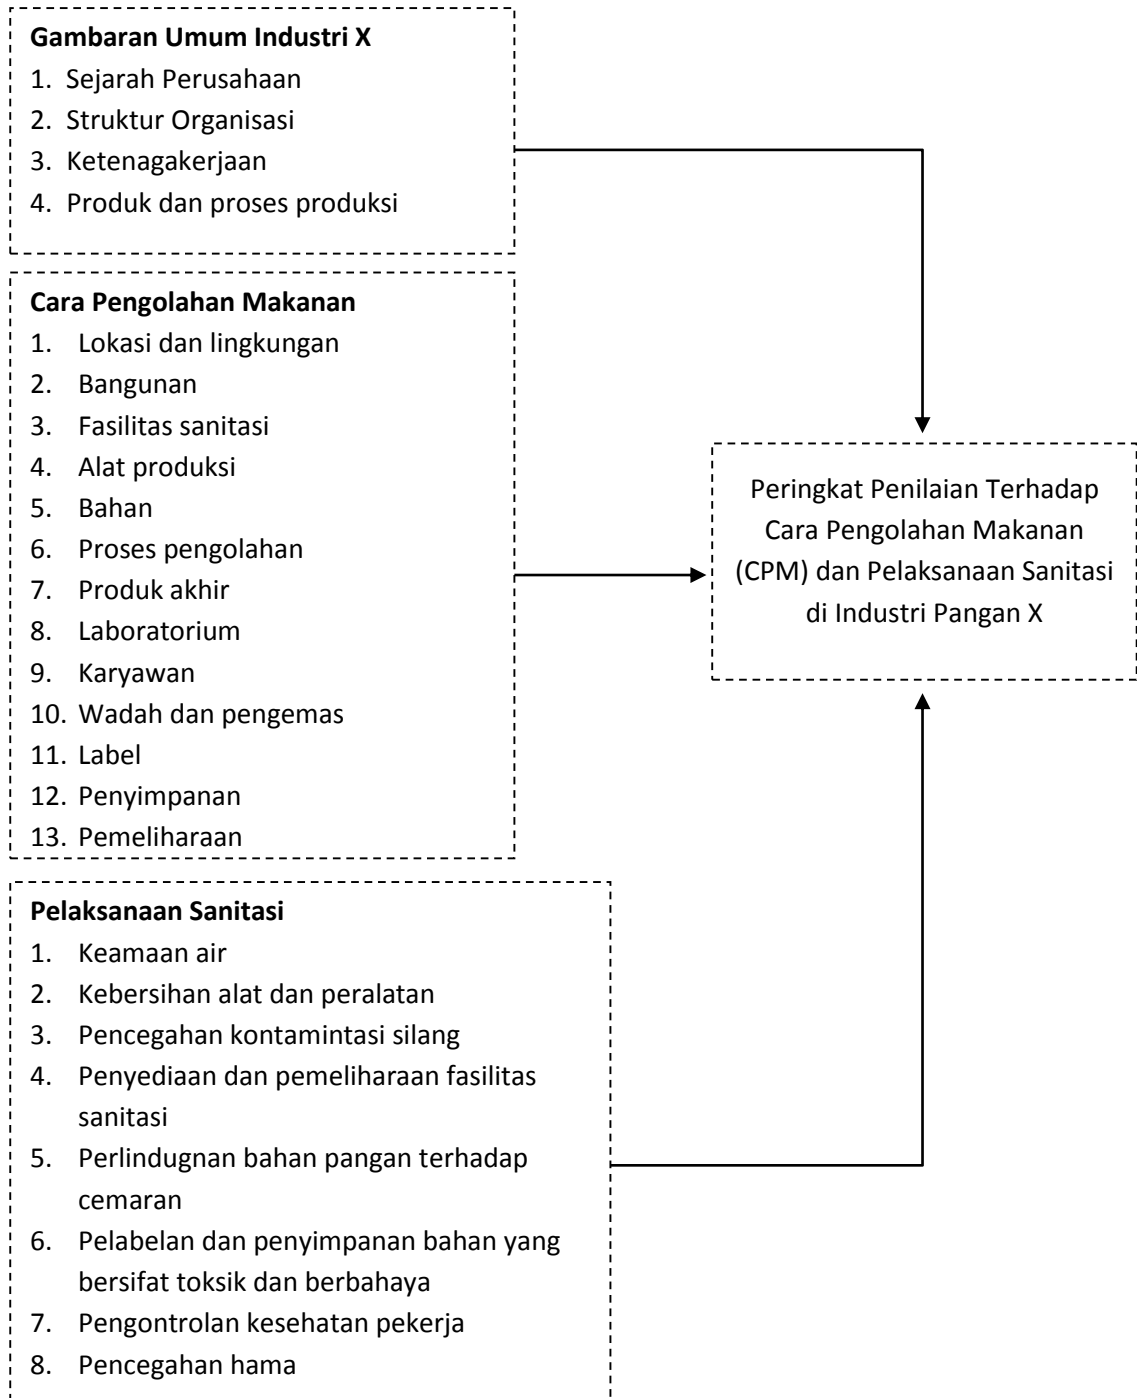 Gambaran Umum Industri X
1. Sejarah Perusahaan
2. Struktur Organisasi
3. Ketenagakerjaan
4. Produk dan proses produksi
Cara Pengolahan Makanan
1. Lokasi dan lingkungan
2. Bangunan
3. Fasilitas sanitasi
4. Alat produksi
5. Bahan
6. Proses pengolahan
7. Produk akhir
8. Laboratorium
9. Karyawan
10. Wadah dan pengemas
11. Label
12. Penyimpanan
13. Pemeliharaan
Pelaksanaan Sanitasi
1. Keamaan air
2. Kebersihan alat dan peralatan
3. Pencegahan kontamintasi silang
4. Penyediaan dan pemeliharaan fasilitas
sanitasi
5. Perlindugnan bahan pangan terhadap
cemaran
6. Pelabelan dan penyimpanan bahan yang
bersifat toksik dan berbahaya
7. Pengontrolan kesehatan pekerja
8. Pencegahan hama
Peringkat Penilaian Terhadap
Cara Pengolahan Makanan
(CPM) dan Pelaksanaan Sanitasi
di Industri Pangan X